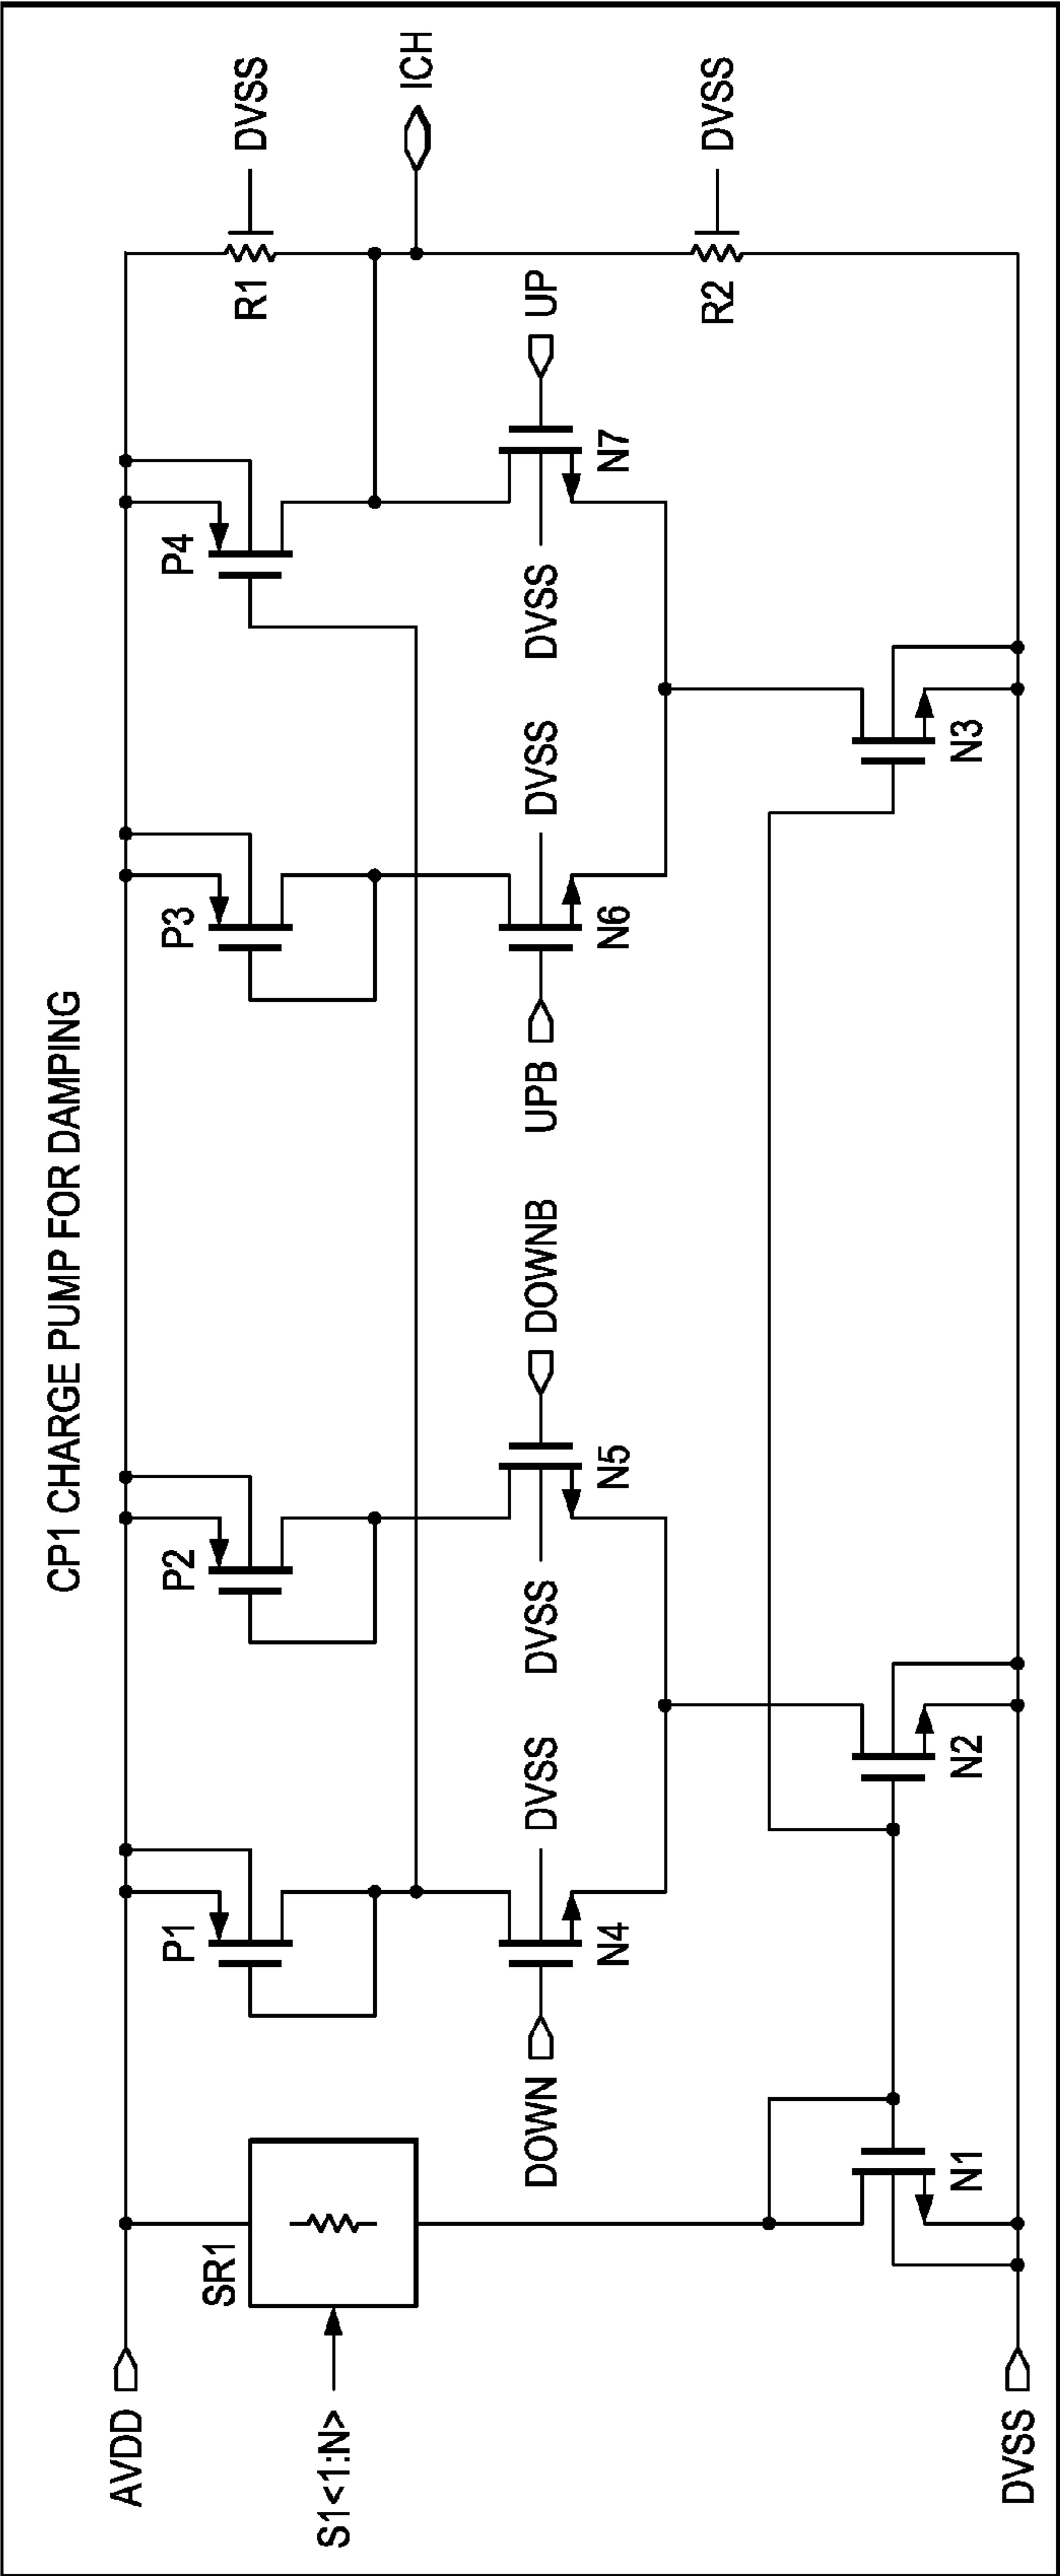 CP1 CHARGE PUMP FOR DAMPING
AVDD
S1<1:N>
SR1
P1
P2
P3
P4
R1
DVSS
ICH
DOWN
N4
DVSS
DVSS
N5
DOWNB
UPB
N6
DVSS
DVSS
N7
UP
R2
DVSS
N1
N2
N3
DVSS